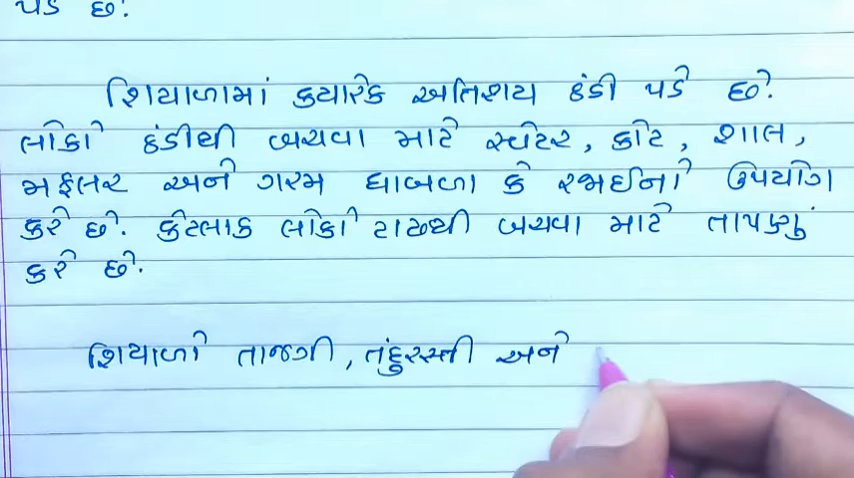 પડે છે.
શિયાળામાં ક્યારેક અતિશય ઠંડી પડે છે.
લોકો ઠંડીથી બચવા માટે સ્વેટર, કોટ, શાલ,
મફલર અને ગરમ ધાબળા કે રજાઈનો ઉપયોગ
કરે છે. કેટલાક લોકો ટાઢથી બચવા માટે તાપણું
કરે છે.
શિયાળો તાજગી, તંદુરસ્તી અને